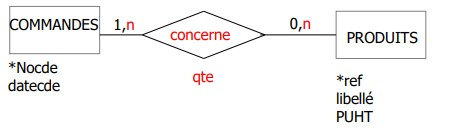 COMMANDES
1,n
concerne
0,n
PRODUITS
*Nocde
datecde
qte
*ref
libellé
PUHT